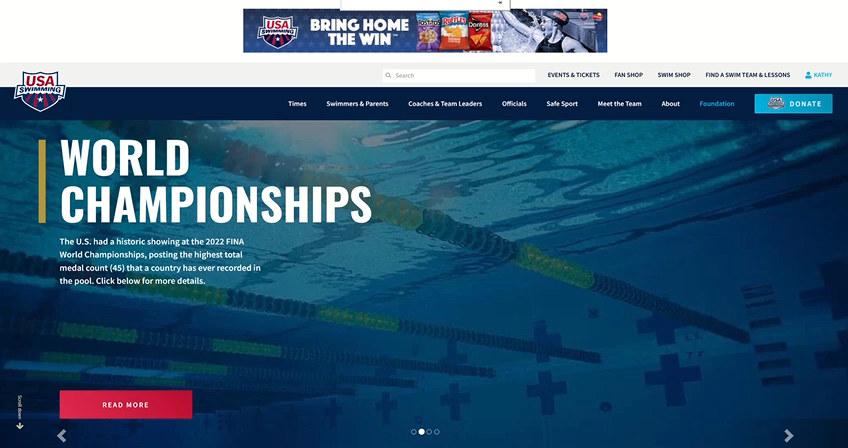 USA
SWIMMING
BRING HOME
THE WIN™
TOSTITOS
Ruffles
Doritos
Search
EVENTS & TICKETS
FAN SHOP
SWIM SHOP
FIND A SWIM TEAM & LESSONS
KATHY
USA
SWIMMING
Times
Swimmers & Parents
Coaches & Team Leaders
Officials
Safe Sport
Meet the Team
About
Foundation
DONATE
WORLD
CHAMPIONSHIPS
The U.S. had a historic showing at the 2022 FINA
World Championships, posting the highest total
medal count (45) that a country has ever recorded in
the pool. Click below for more details.
READ MORE
Scroll down